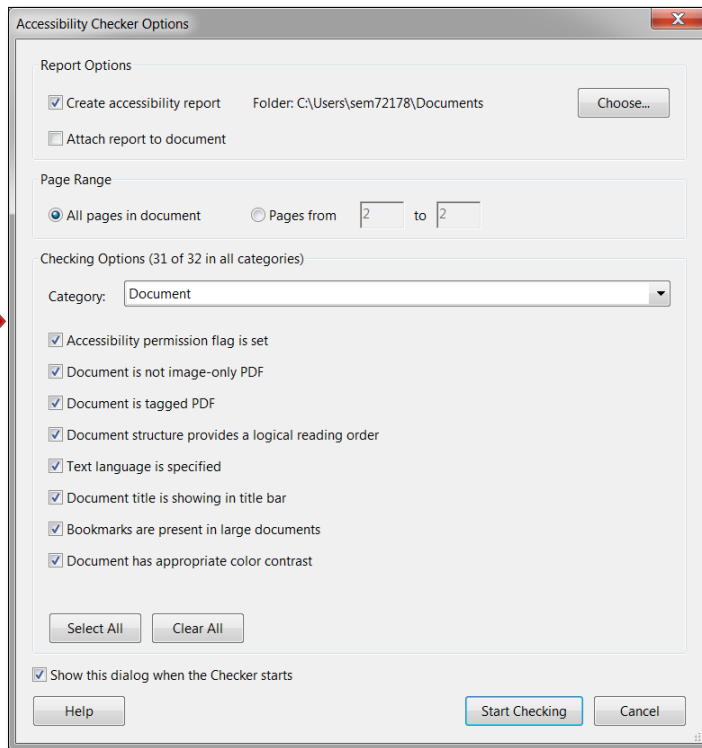 Accessibility Checker Options
Report Options
Create accessibility report Folder: C:\Users\sem72178\Documents Choose...
Attach report to document
Page Range
All pages in document Pages from 2 to 2
Checking Options (31 of 32 in all categories)
Category: Document
Accessibility permission flag is set
Document is not image-only PDF
Document is tagged PDF
Document structure provides a logical reading order
Text language is specified
Document title is showing in title bar
Bookmarks are present in large documents
Document has appropriate color contrast
Select All Clear All
Show this dialog when the Checker starts
Help Start Checking Cancel